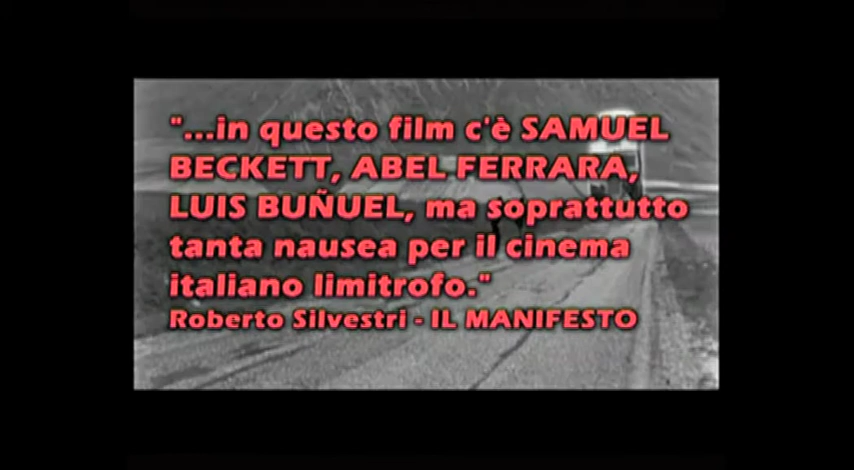 "...in questo film c'è SAMUEL
BECKETT, ABEL FERRARA,
LUIS BUÑUEL, ma soprattutto
tanta nausea per il cinema
italiano limitrofo."
Roberto Silvestri - IL MANIFESTO